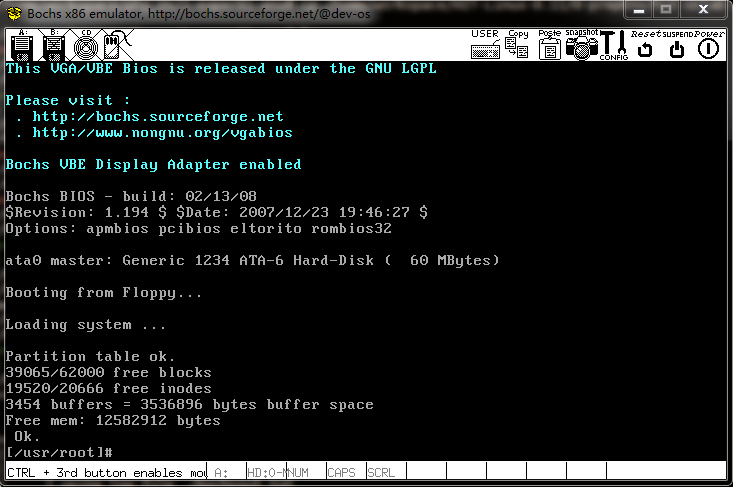 Bochs x86 emulator, http://bochs.sourceforge.net/@dev-os
A: B: CD USER Copy Paste snapshot CONFIG Reset SUSPEND Power
This VGA/VBE Bios is released under the GNU LGPL
Please visit :
. http://bochs.sourceforge.net
. http://www.nongnu.org/vgabios
Bochs VBE Display Adapter enabled
Bochs BIOS - build: 02/13/08
$Revision: 1.194 $ $Date: 2007/12/23 19:46:27 $
Options: apmbios pcibios eltorito rombios32
ata0 master: Generic 1234 ATA-6 Hard-Disk (  60 MBytes)
Booting from Floppy...
Loading system ...
Partition table ok.
39065/62000 free blocks
19520/20666 free inodes
3454 buffers = 3536896 bytes buffer space
Free mem: 12582912 bytes
Ok.
[/usr/root]#
CTRL + 3rd button enables mou A: HD:0-M NUM CAPS SCRL